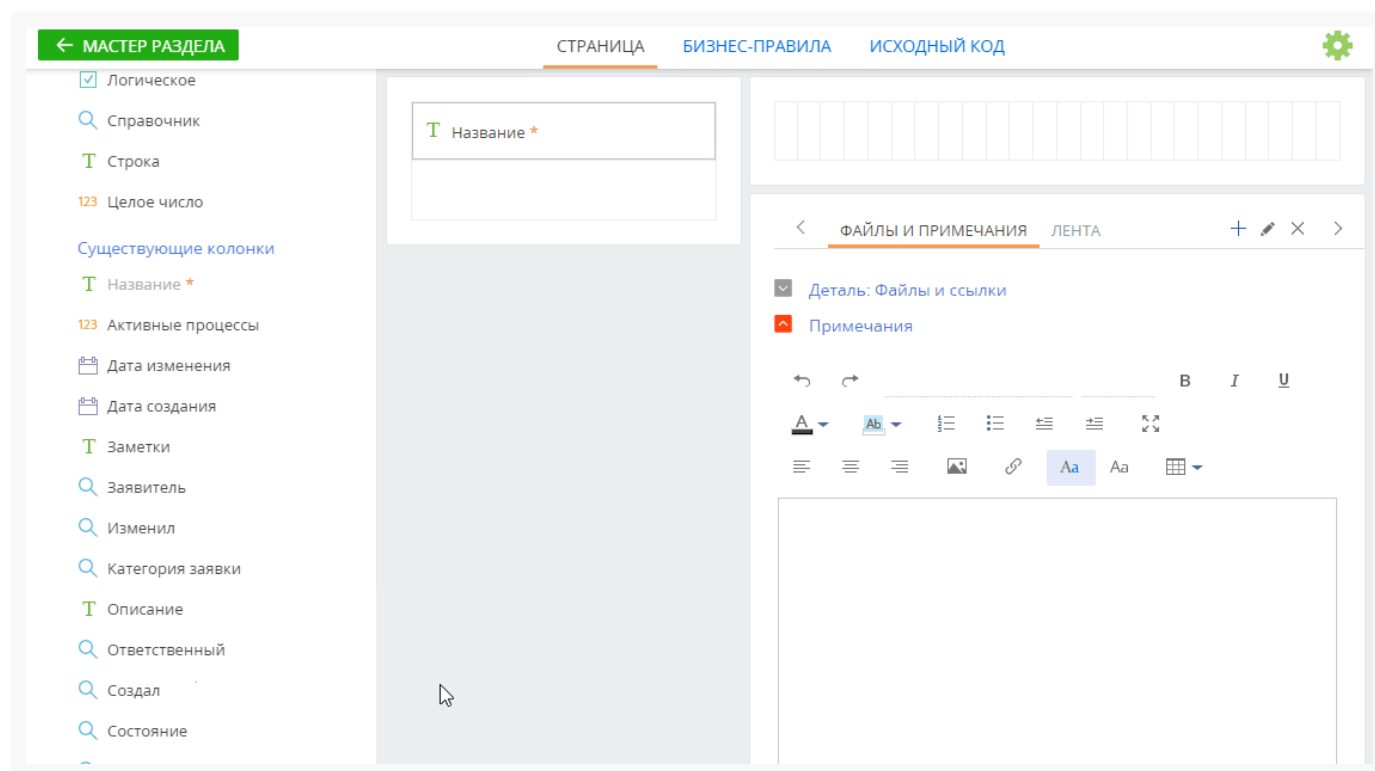 МАСТЕР РАЗДЕЛА
СТРАНИЦА БИЗНЕС-ПРАВИЛА ИСХОДНЫЙ КОД
Логическое
Справочник
T Строка
123 Целое число
Существующие колонки
T Название *
123 Активные процессы
Дата изменения
Дата создания
T Заметки
Заявитель
Изменил
Категория заявки
T Описание
Ответственный
Создал
Состояние
T Название *
ФАЙЛЫ И ПРИМЕЧАНИЯ ЛЕНТА
Деталь: Файлы и ссылки
Примечания
B I U
A Ab
Aa Aa